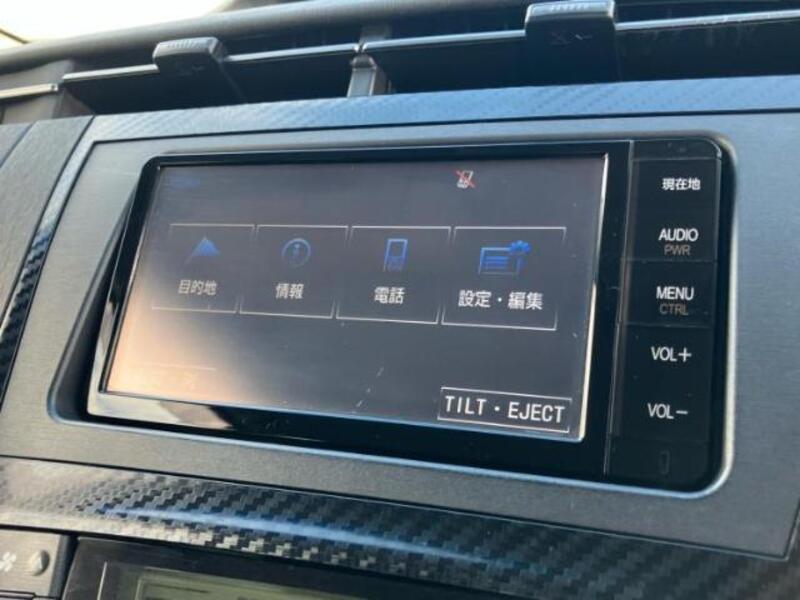 目的地
情報
電話
設定・編集
TILT・EJECT
現在地
AUDIO
PWR
MENU
CTRL
VOL+
VOL-